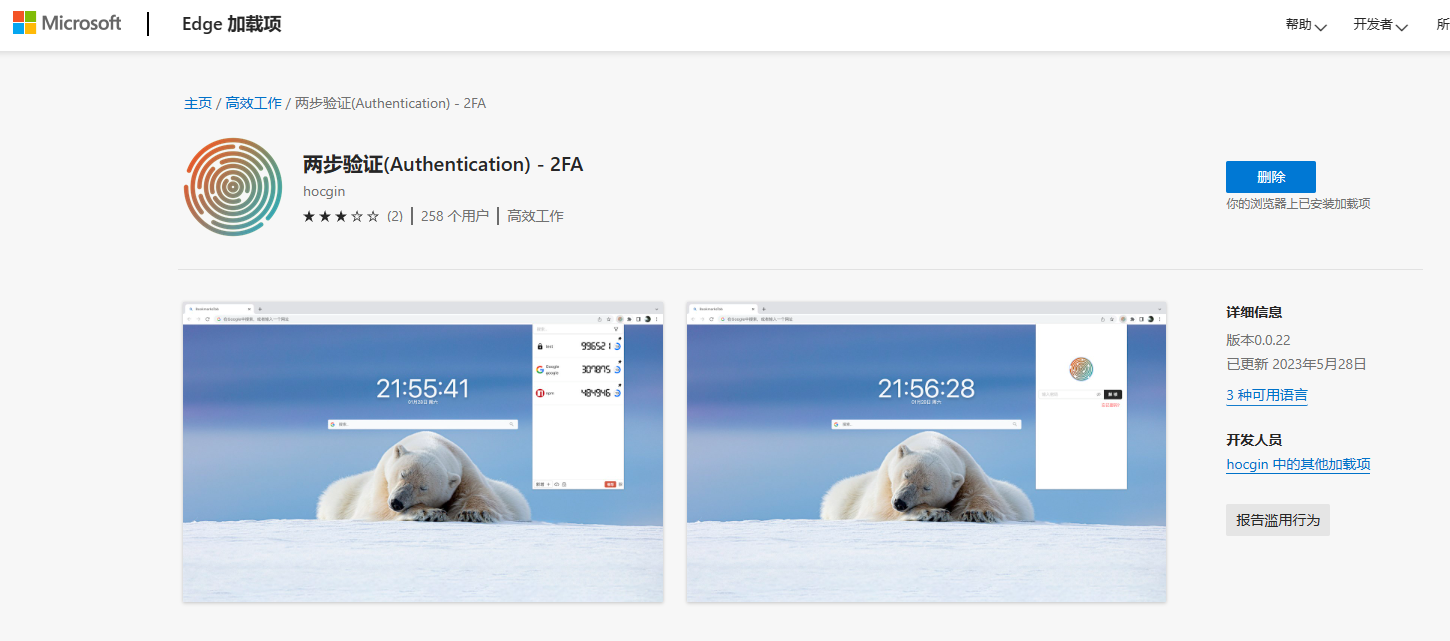 Microsoft
Edge 加载项
帮助
开发者
所
主页 / 高效工作 / 两步验证(Authentication) - 2FA
两步验证(Authentication) - 2FA
hocgin
(2) 258 个用户 高效工作
删除
你的浏览器上已安装加载项
21:55:41
996521
Google
google
307875
npm
484946
21:56:28
详细信息
版本0.0.22
已更新 2023年5月28日
3 种可用语言
开发人员
hocgin 中的其他加载项
报告滥用行为